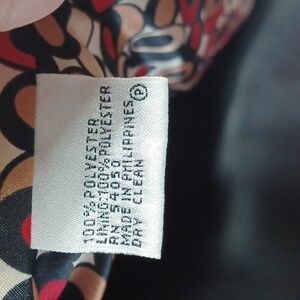 100% POLYESTER
LINING:100% POLYESTER
RN 54050
MADE IN PHILIPPINES
DRY CLEAN Ⓟ